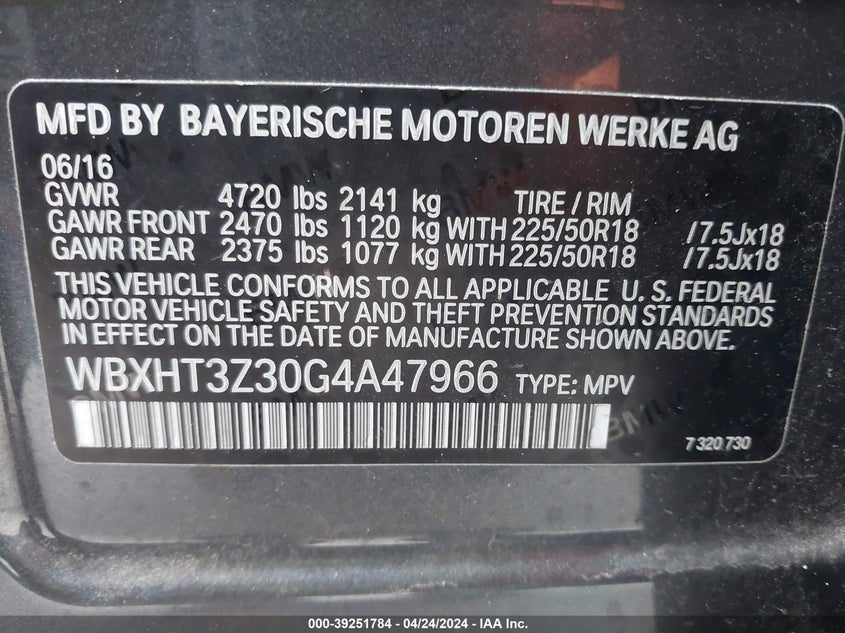 MFD BY BAYERISCHE MOTOREN WERKE AG
06/16
GVWR 4720 lbs 2141 kg TIRE / RIM
GAWR FRONT 2470 lbs 1120 kg WITH 225/50R18 /7.5Jx18
GAWR REAR 2375 lbs 1077 kg WITH 225/50R18 /7.5Jx18
THIS VEHICLE CONFORMS TO ALL APPLICABLE U. S. FEDERAL
MOTOR VEHICLE SAFETY AND THEFT PREVENTION STANDARDS
IN EFFECT ON THE DATE OF MANUFACTURE SHOWN ABOVE.
WBXHT3Z30G4A47966 TYPE: MPV
BMW
7 320 730
000-39251784 - 04/24/2024 - IAA Inc.